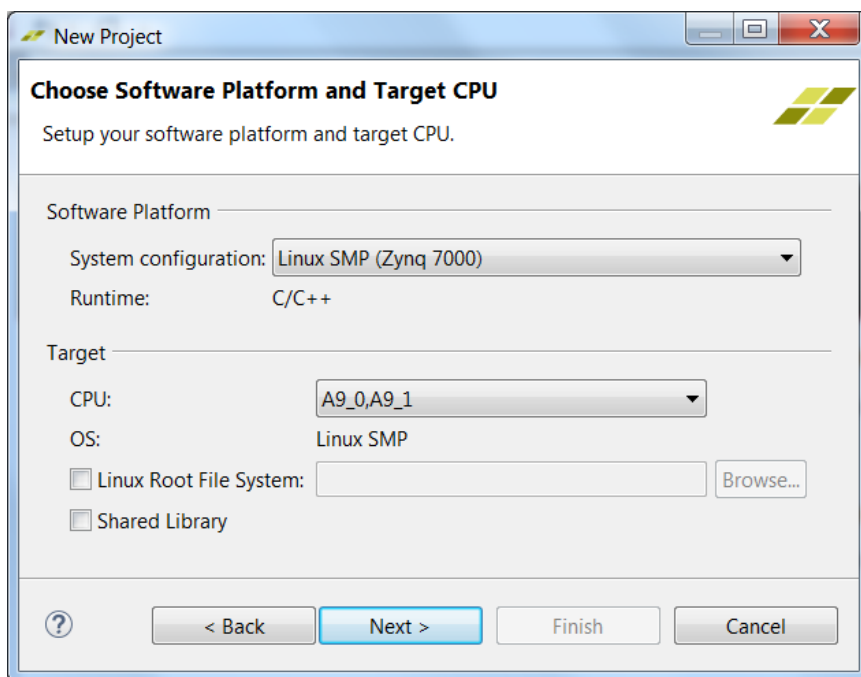 New Project
Choose Software Platform and Target CPU
Setup your software platform and target CPU.
Software Platform
System configuration: Linux SMP (Zynq 7000)
Runtime: C/C++
Target
CPU: A9_0,A9_1
OS: Linux SMP
Linux Root File System: Browse...
Shared Library
? < Back Next > Finish Cancel